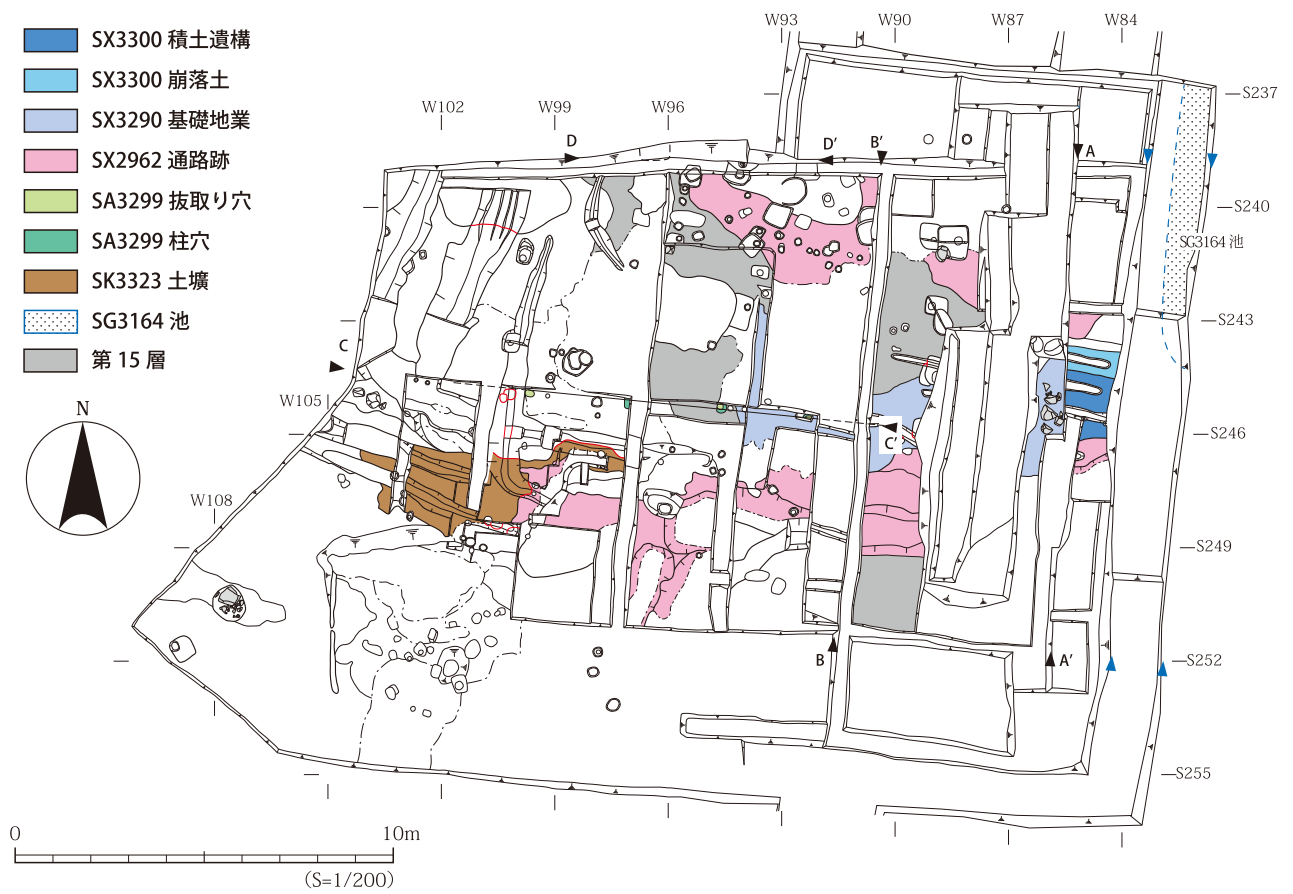 SX3300 積土遺構
SX3300 崩落土
SX3290 基礎地業
SX2962 通路跡
SA3299 抜取り穴
SA3299 柱穴
SK3323 土壙
SG3164 池
第 15 層
N
W93
W90
W87
W84
W102
W99
W96
W105
W108
S237
S240
S243
S246
S249
S252
S255
D
D′
B′
A
C
C′
B
A′
SG3164 池
0
10m
(S=1/200)